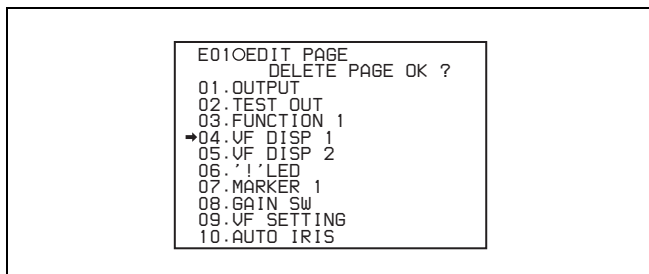 E01○EDIT PAGE
DELETE PAGE OK ?
01.OUTPUT
02.TEST OUT
03.FUNCTION 1
➡04.VF DISP 1
05.VF DISP 2
06.'!'LED
07.MARKER 1
08.GAIN SW
09.VF SETTING
10.AUTO IRIS